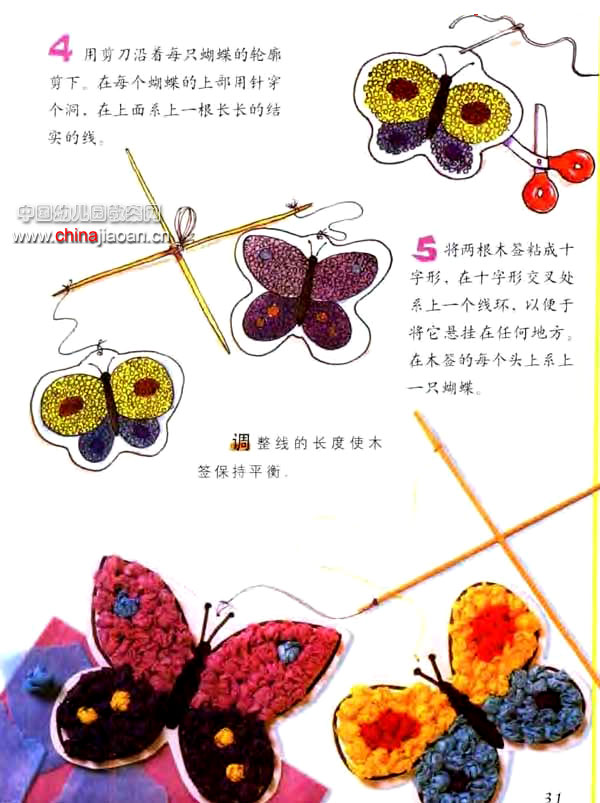 4 用剪刀沿着每只蝴蝶的轮廓
剪下。在每个蝴蝶的上部用针穿
个洞，在上面系上一根长长的结
实的线。
中国幼儿园教案网
www.chinajiaoan.cn
5 将两根木签粘成十
字形，在十字形交叉处
系上一个线环，以便于
将它悬挂在任何地方。
在木签的每个头上系上
一只蝴蝶。
调整线的长度使木
签保持平衡。
31